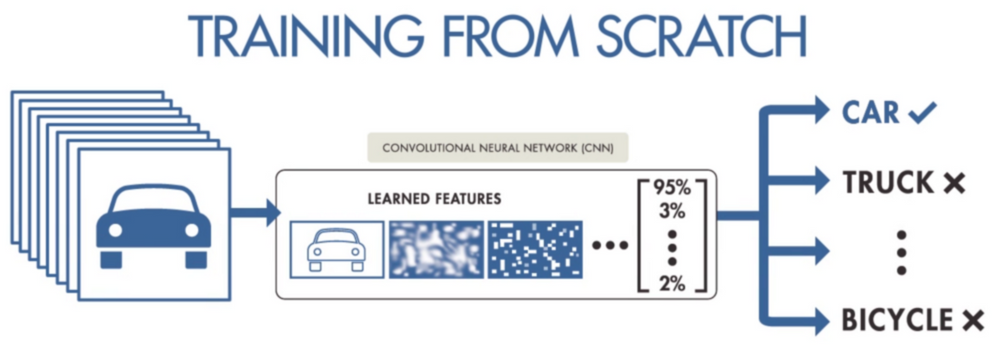 TRAINING FROM SCRATCH
CONVOLUTIONAL NEURAL NETWORK (CNN)
LEARNED FEATURES
95%
3%
2%
CAR
TRUCK
BICYCLE